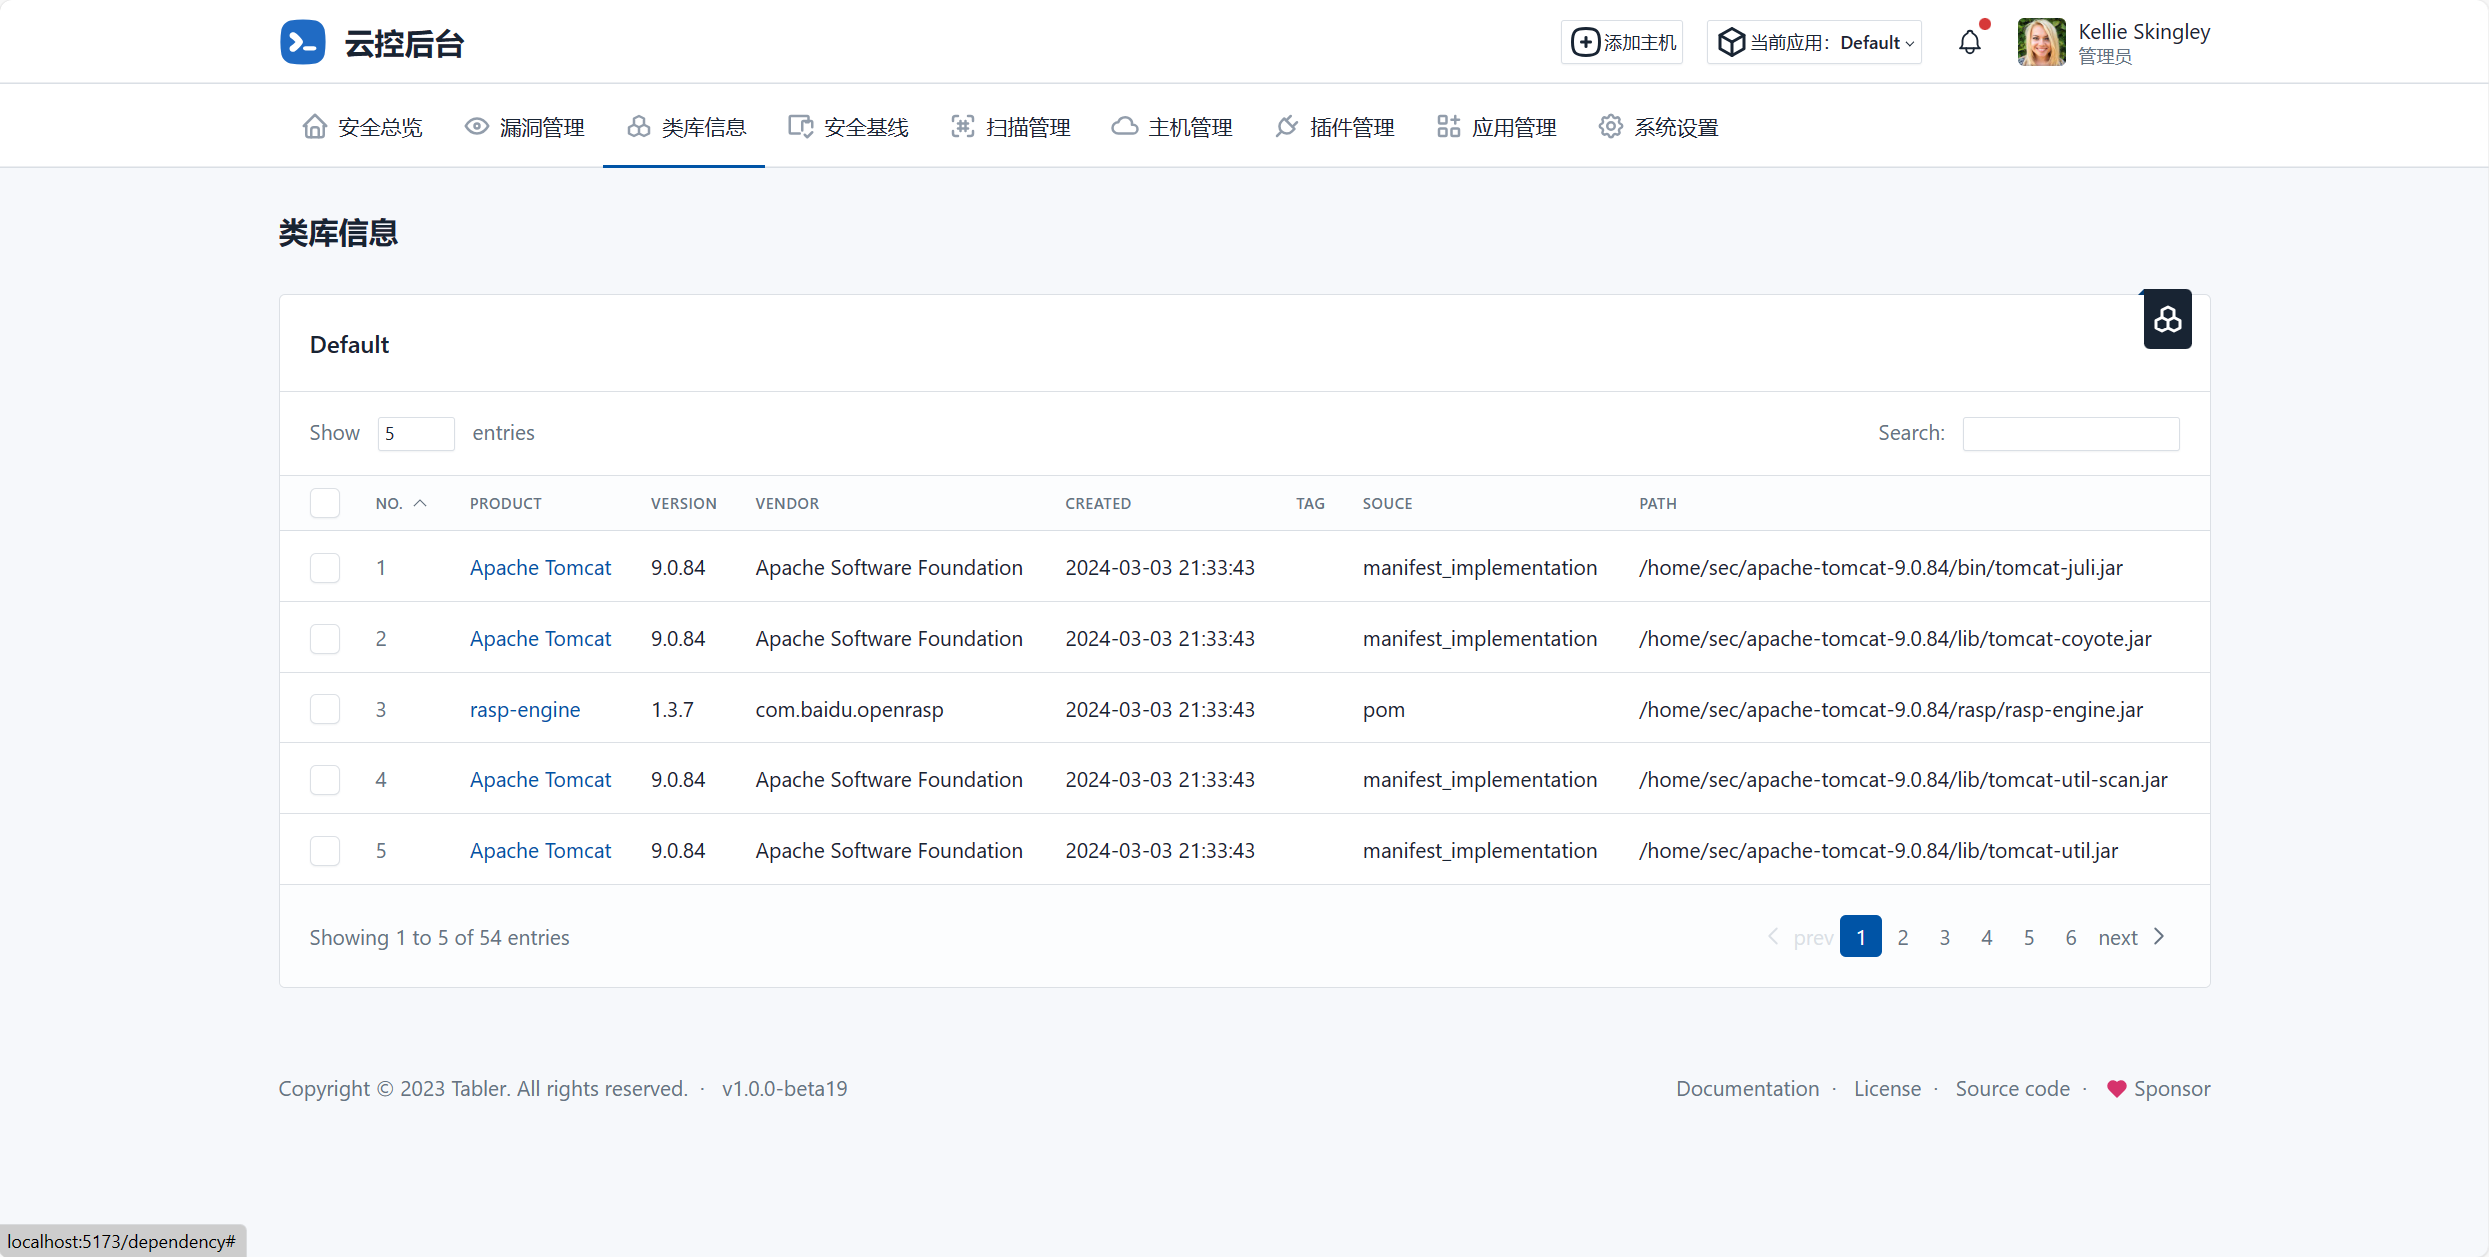 云控后台
添加主机
当前应用：Default
Kellie Skingley
管理员
安全总览 漏洞管理 类库信息 安全基线 扫描管理 主机管理 插件管理 应用管理 系统设置
类库信息
Default
Show 5 entries
Search:
NO. PRODUCT VERSION VENDOR CREATED TAG SOUCE PATH
1 Apache Tomcat 9.0.84 Apache Software Foundation 2024-03-03 21:33:43 manifest_implementation /home/sec/apache-tomcat-9.0.84/bin/tomcat-juli.jar
2 Apache Tomcat 9.0.84 Apache Software Foundation 2024-03-03 21:33:43 manifest_implementation /home/sec/apache-tomcat-9.0.84/lib/tomcat-coyote.jar
3 rasp-engine 1.3.7 com.baidu.openrasp 2024-03-03 21:33:43 pom /home/sec/apache-tomcat-9.0.84/rasp/rasp-engine.jar
4 Apache Tomcat 9.0.84 Apache Software Foundation 2024-03-03 21:33:43 manifest_implementation /home/sec/apache-tomcat-9.0.84/lib/tomcat-util-scan.jar
5 Apache Tomcat 9.0.84 Apache Software Foundation 2024-03-03 21:33:43 manifest_implementation /home/sec/apache-tomcat-9.0.84/lib/tomcat-util.jar
Showing 1 to 5 of 54 entries
prev 1 2 3 4 5 6 next
Copyright © 2023 Tabler. All rights reserved. · v1.0.0-beta19
Documentation · License · Source code · Sponsor
localhost:5173/dependency#